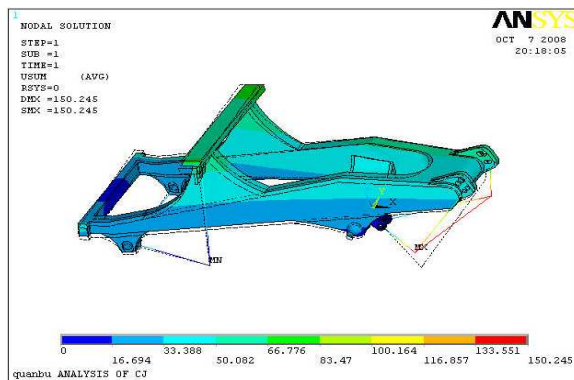 1
NODAL SOLUTION
STEP=1
SUB =1
TIME=1
USUM (AVG)
RSYS=0
DMX =150.245
SMX =150.245
ANSYS
OCT 7 2008
20:18:05
Y
X
MN
MX
0 33.388 66.776 100.164 133.551
16.694 50.082 83.47 116.857 150.245
quanbu ANALYSIS OF CJ